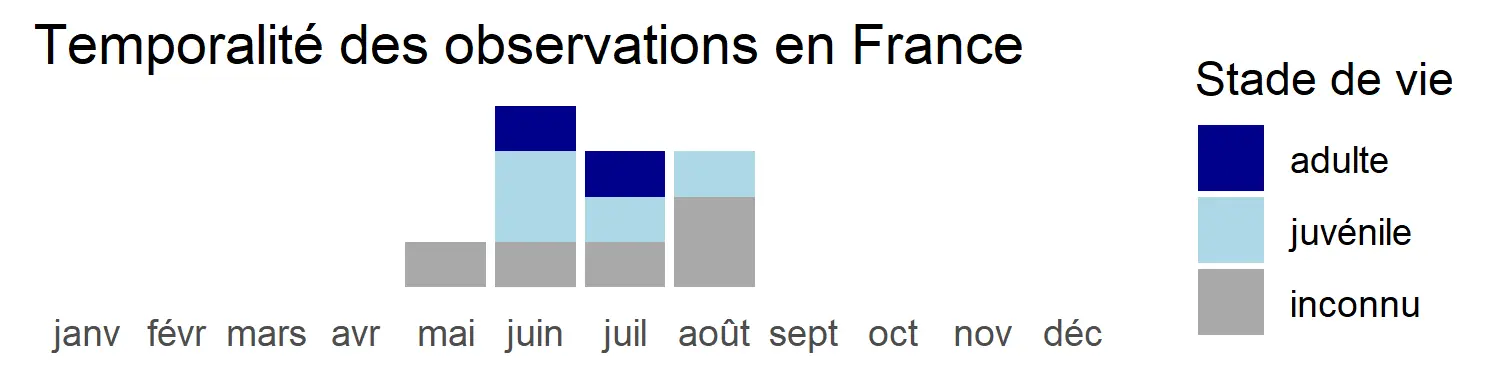 Temporalité des observations en France
Stade de vie
adulte
juvénile
inconnu
janv févr mars avr mai juin juil août sept oct nov déc